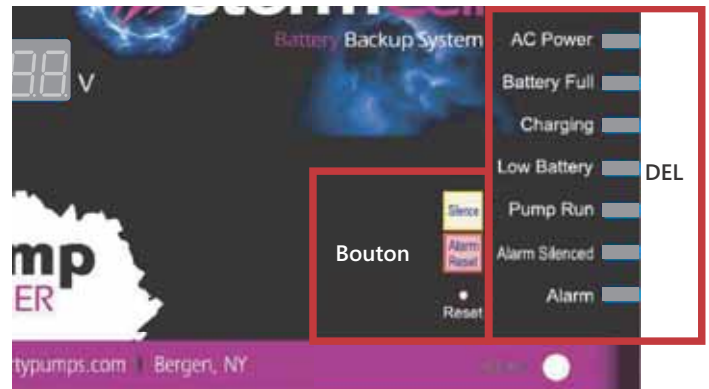 Battery Backup System
AC Power
Battery Full
Charging
Low Battery
Pump Run
Alarm Silenced
Alarm
DEL
V
Silence
Alarm
Reset
Reset
Bouton
mp
ER
typumps.com | Bergen, NY